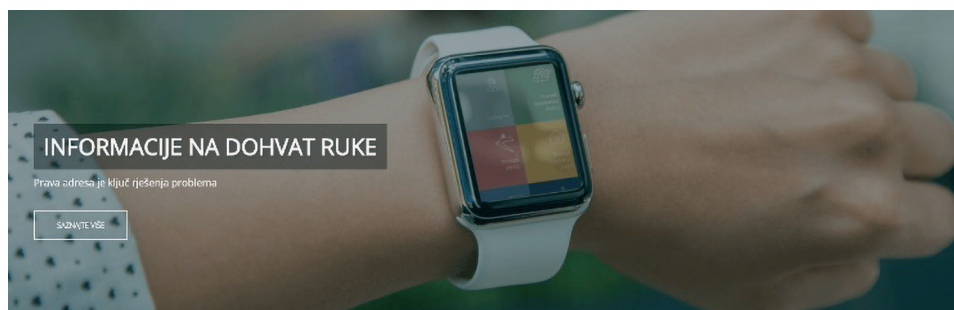 INFORMACIJE NA DOHVAT RUKE
Prava adresa je ključ rješenja problema
SAZNAJTE VIŠE